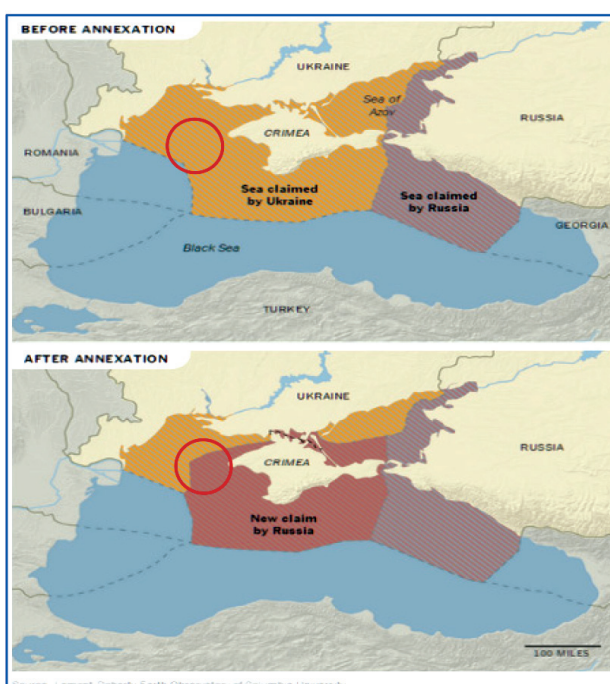 BEFORE ANNEXATION
UKRAINE
Sea of
Azov
RUSSIA
CRIMEA
ROMANIA
Sea claimed
by Ukraine
Sea claimed
by Russia
BULGARIA
GEORGIA
Black Sea
TURKEY
AFTER ANNEXATION
UKRAINE
RUSSIA
CRIMEA
New claim
by Russia
100 MILES